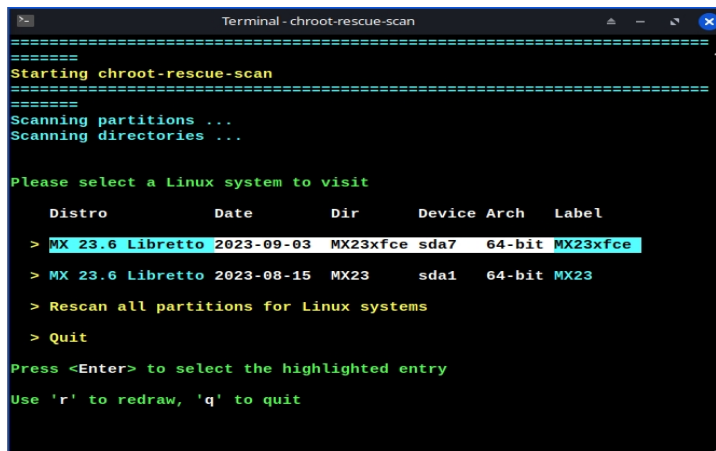 Terminal - chroot-rescue-scan
========================================================================
=======
Starting chroot-rescue-scan
========================================================================
=======
Scanning partitions ...
Scanning directories ...
Please select a Linux system to visit
Distro Date Dir Device Arch Label
> MX 23.6 Libretto 2023-09-03 MX23xfce sda7 64-bit MX23xfce
> MX 23.6 Libretto 2023-08-15 MX23 sda1 64-bit MX23
> Rescan all partitions for Linux systems
> Quit
Press <Enter> to select the highlighted entry
Use 'r' to redraw, 'q' to quit